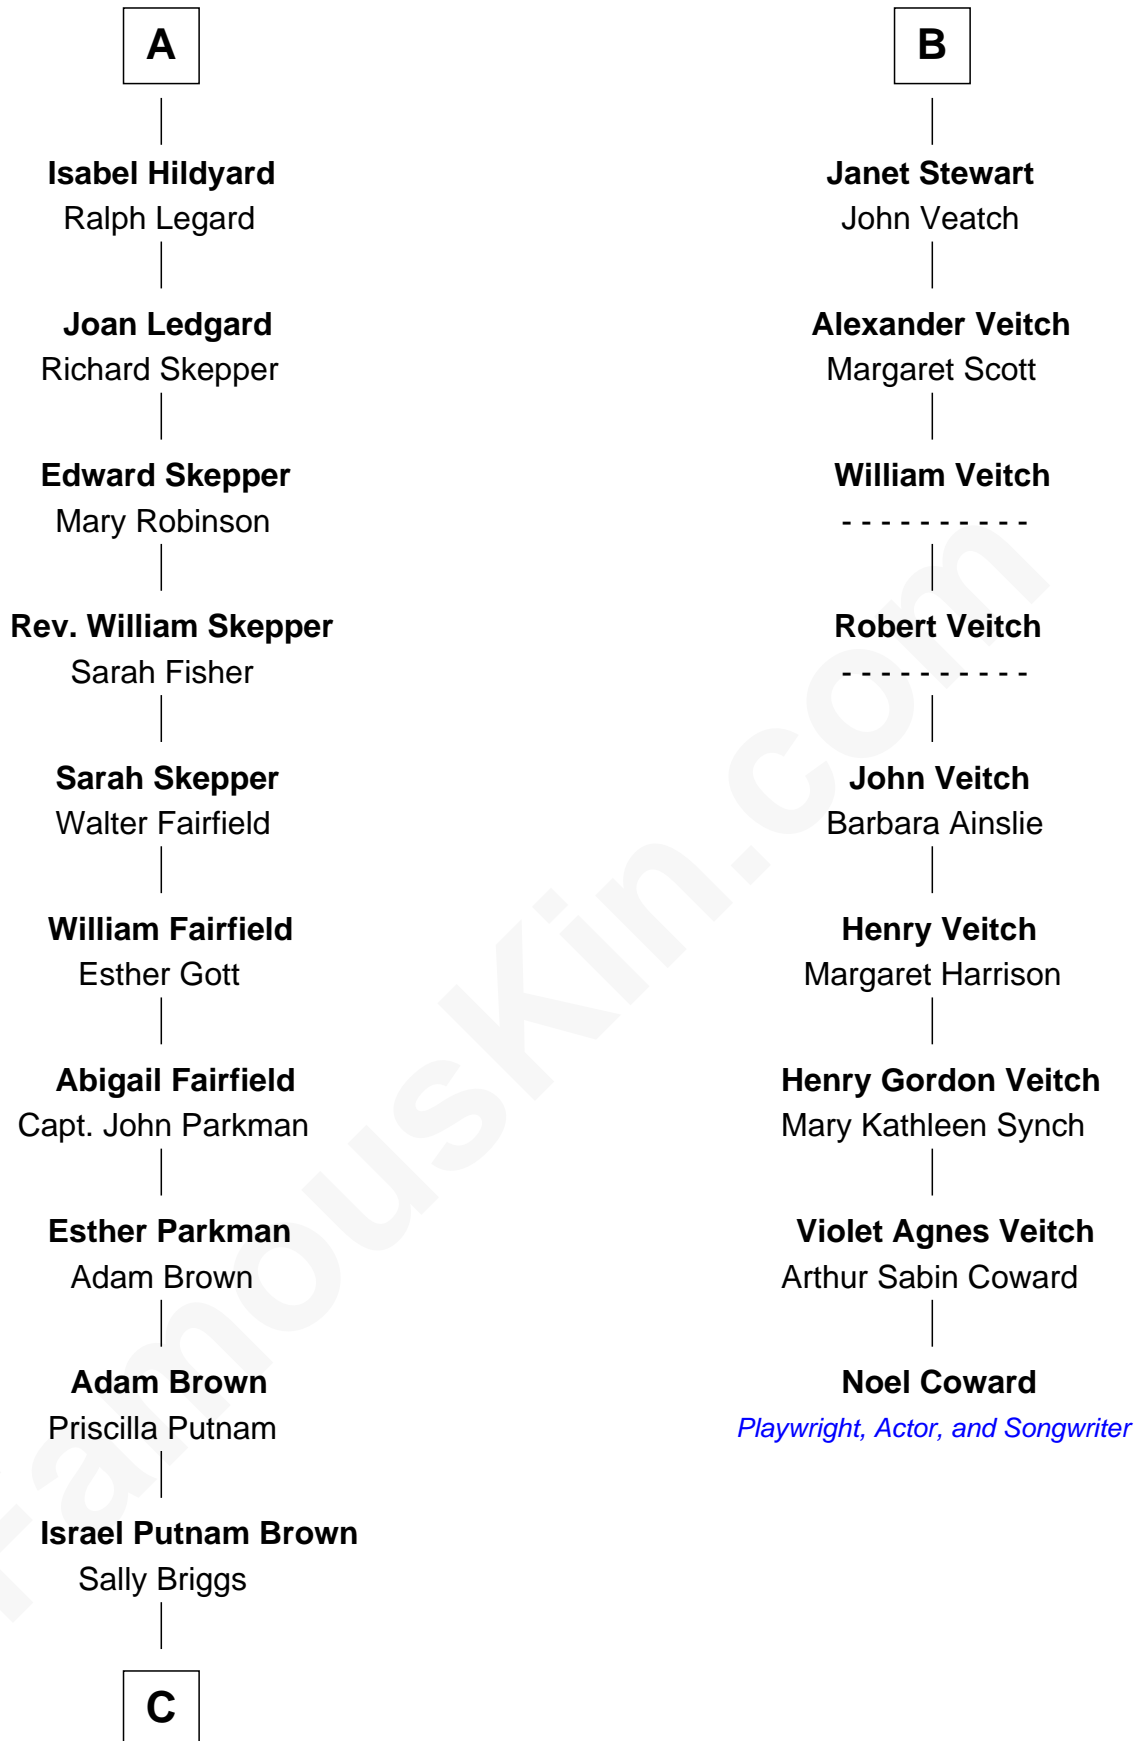 A
Isabel Hildyard
Ralph Legard
Joan Ledgard
Richard Skepper
Edward Skepper
Mary Robinson
Rev. William Skepper
Sarah Fisher
Sarah Skepper
Walter Fairfield
William Fairfield
Esther Gott
Abigail Fairfield
Capt. John Parkman
Esther Parkman
Adam Brown
Adam Brown
Priscilla Putnam
Israel Putnam Brown
Sally Briggs
C
B
Janet Stewart
John Veatch
Alexander Veitch
Margaret Scott
William Veitch
- - - - - - - - - -
Robert Veitch
- - - - - - - - - -
John Veitch
Barbara Ainslie
Henry Veitch
Margaret Harrison
Henry Gordon Veitch
Mary Kathleen Synch
Violet Agnes Veitch
Arthur Sabin Coward
Noel Coward
Playwright, Actor, and Songwriter
FamousKin.com